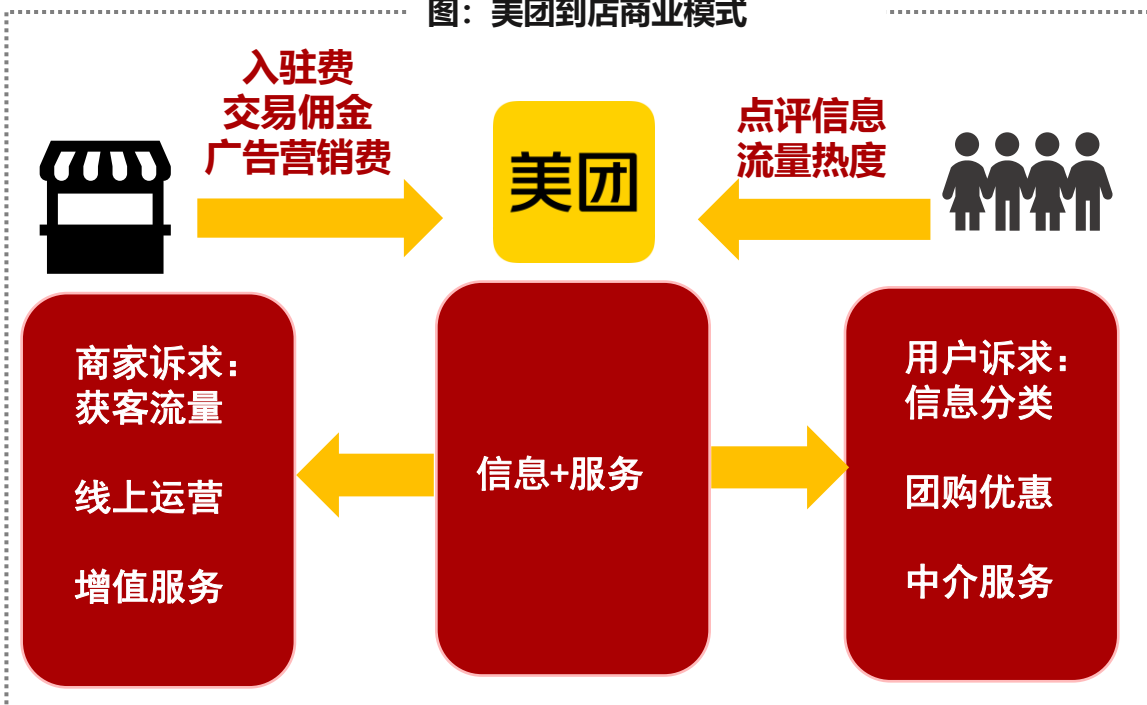 图：美团到店商业模式
入驻费
交易佣金
广告营销费
美团
点评信息
流量热度
商家诉求：
获客流量
线上运营
增值服务
信息+服务
用户诉求：
信息分类
团购优惠
中介服务